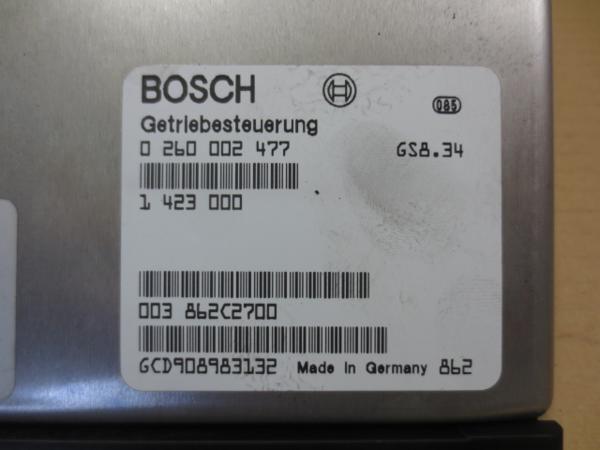 BOSCH
085
Getriebesteuerung
0 260 002 477 GS8.34
1 423 000
003 862C2700
GCD908983132 Made in Germany 862